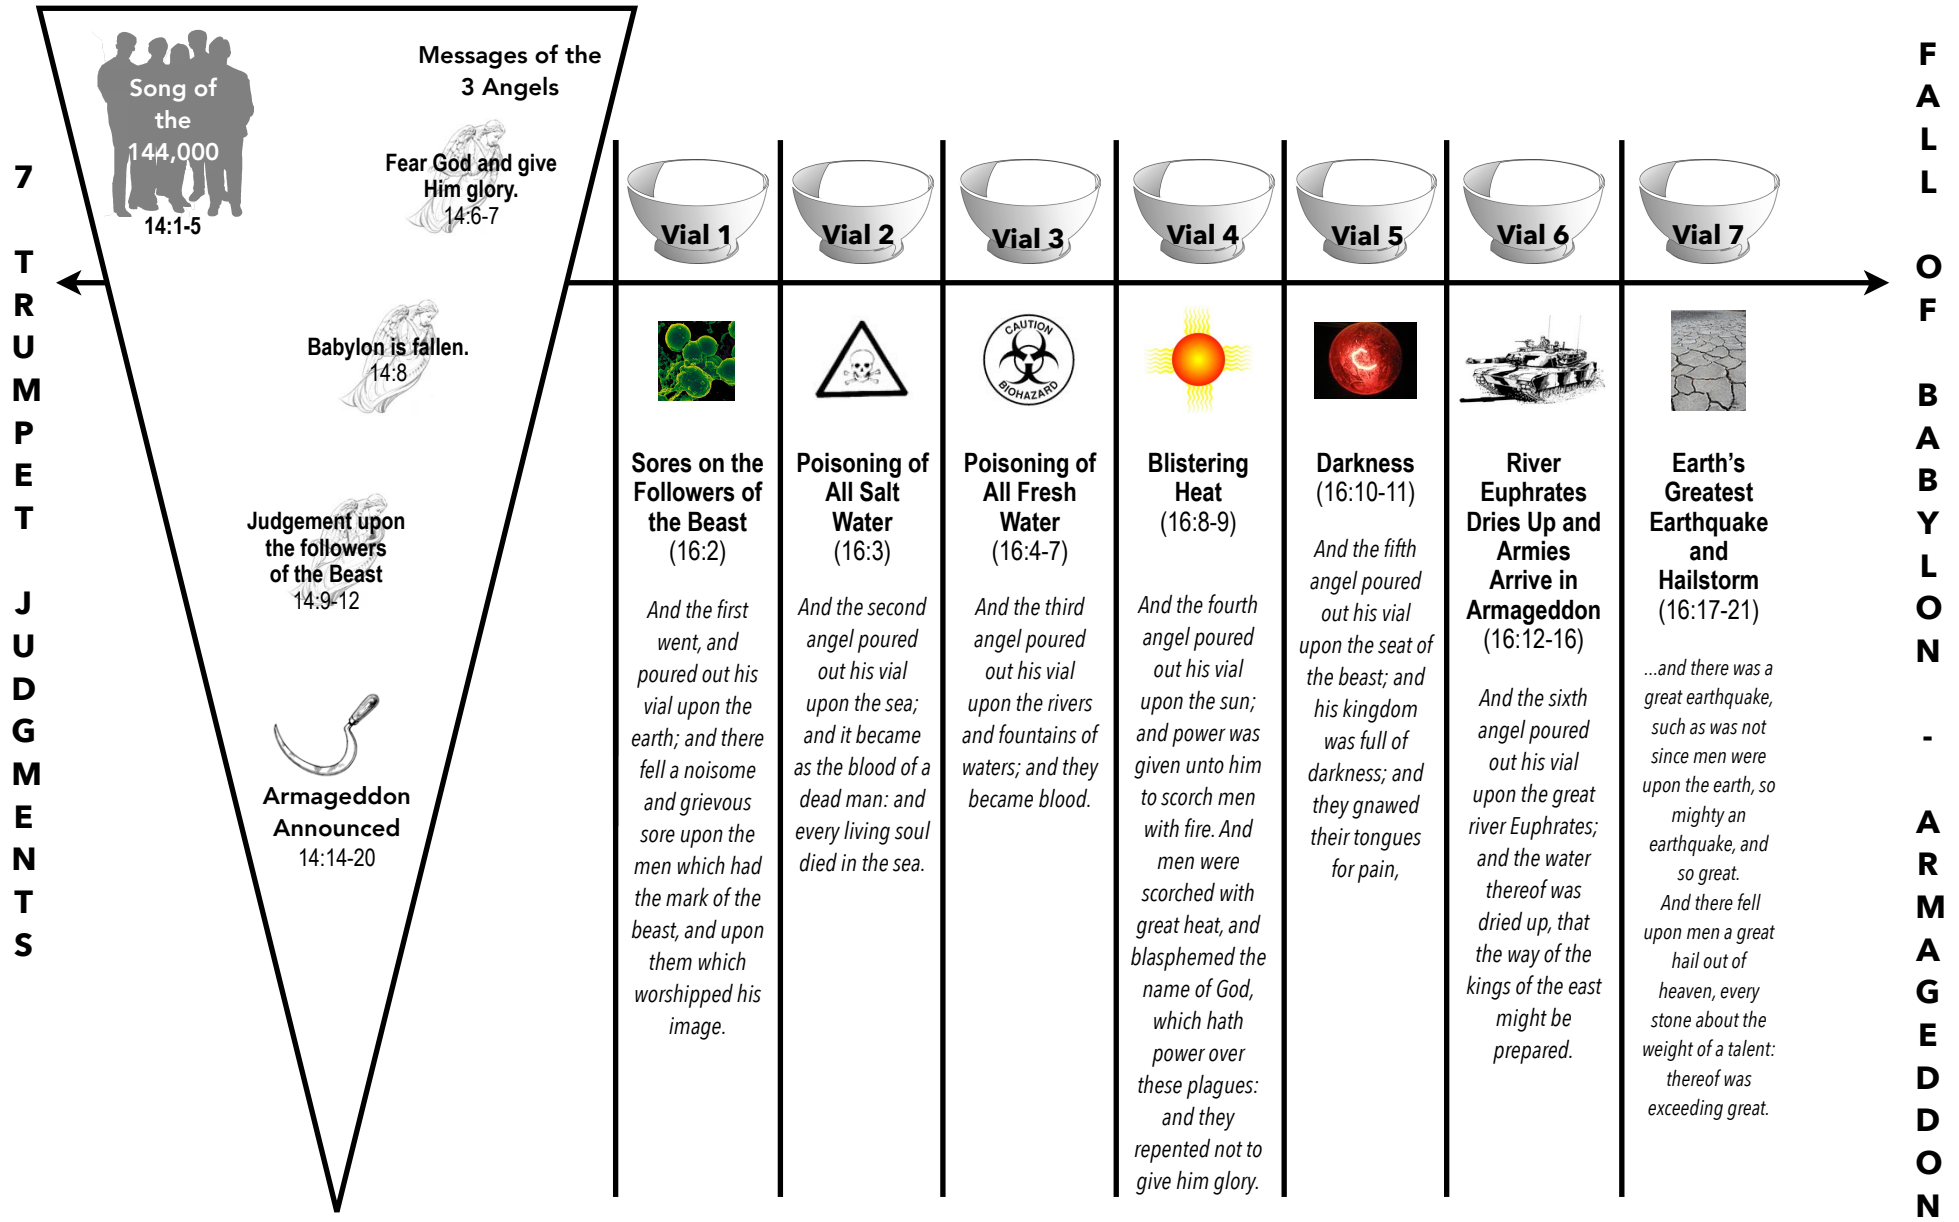 7 TRUMPET JUDGMENTS
Song of
the
144,000
14:1-5
Messages of the
3 Angels
Fear God and give
Him glory.
14:6-7
Babylon is fallen.
14:8
Judgement upon
the followers
of the Beast
14:9-12
Armageddon
Announced
14:14-20
Vial 1
Sores on the
Followers of
the Beast
(16:2)
And the first
went, and
poured out his
vial upon the
earth; and there
fell a noisome
and grievous
sore upon the
men which had
the mark of the
beast, and upon
them which
worshipped his
image.
Vial 2
Poisoning of
All Salt
Water
(16:3)
And the second
angel poured
out his vial
upon the sea;
and it became
as the blood of a
dead man: and
every living soul
died in the sea.
Vial 3
CAUTION
BIOHAZARD
Poisoning of
All Fresh
Water
(16:4-7)
And the third
angel poured
out his vial
upon the rivers
and fountains of
waters; and they
became blood.
Vial 4
Blistering
Heat
(16:8-9)
And the fourth
angel poured
out his vial
upon the sun;
and power was
given unto him
to scorch men
with fire. And
men were
scorched with
great heat, and
blasphemed the
name of God,
which hath
power over
these plagues:
and they
repented not to
give him glory.
Vial 5
Darkness
(16:10-11)
And the fifth
angel poured
out his vial
upon the seat of
the beast; and
his kingdom
was full of
darkness; and
they gnawed
their tongues
for pain,
Vial 6
River
Euphrates
Dries Up and
Armies
Arrive in
Armageddon
(16:12-16)
And the sixth
angel poured
out his vial
upon the great
river Euphrates;
and the water
thereof was
dried up, that
the way of the
kings of the east
might be
prepared.
Vial 7
Earth's
Greatest
Earthquake
and
Hailstorm
(16:17-21)
...and there was a
great earthquake,
such as was not
since men were
upon the earth, so
mighty an
earthquake, and
so great.
And there fell
upon men a great
hail out of
heaven, every
stone about the
weight of a talent:
thereof was
exceeding great.
FALL OF BABYLON - ARMAGEDDON